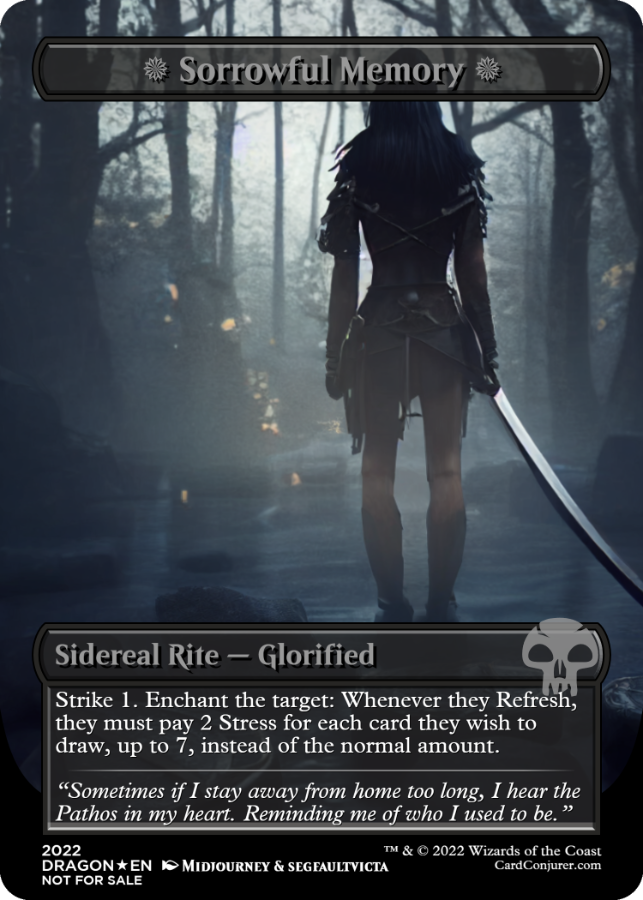 Sorrowful Memory
Sidereal Rite — Glorified
Strike 1. Enchant the target: Whenever they Refresh,
they must pay 2 Stress for each card they wish to
draw, up to 7, instead of the normal amount.
“Sometimes if I stay away from home too long, I hear the
Pathos in my heart. Reminding me of who I used to be.”
2022
DRAGON★EN Midjourney & segfaultvicta
NOT FOR SALE
™ & © 2022 Wizards of the Coast
CardConjurer.com